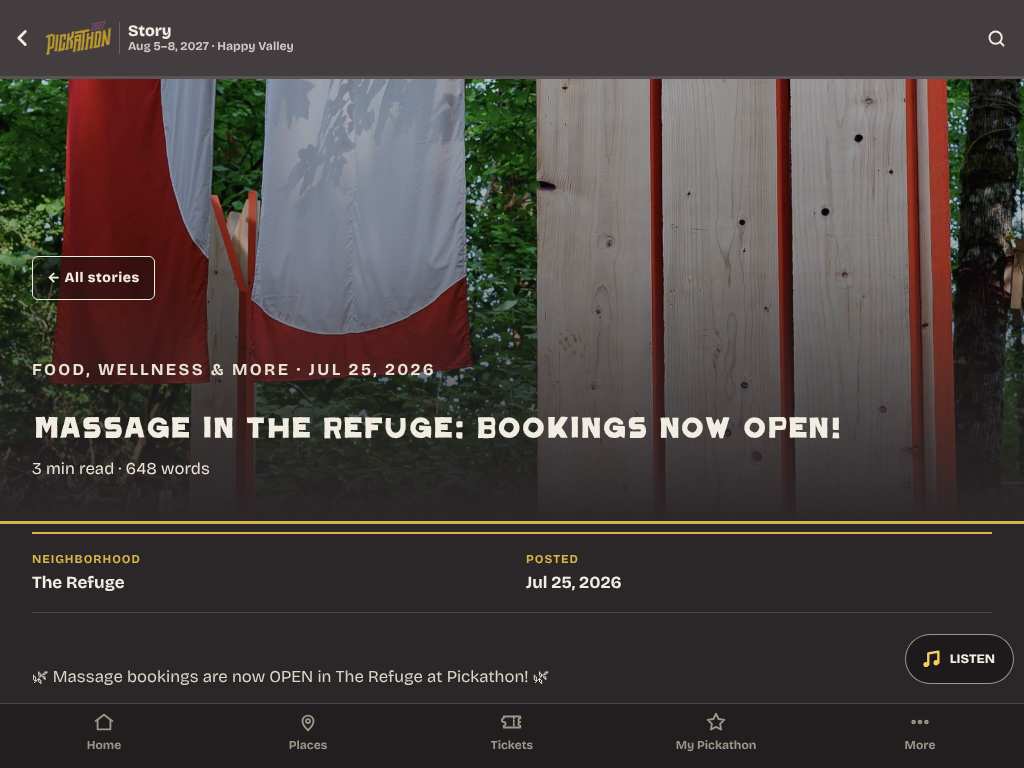 PICKATHON
Story
Aug 5–8, 2027 · Happy Valley
← All stories
FOOD, WELLNESS & MORE · JUL 25, 2026
MASSAGE IN THE REFUGE: BOOKINGS NOW OPEN!
3 min read · 648 words
NEIGHBORHOOD
The Refuge
POSTED
Jul 25, 2026
🌿 Massage bookings are now OPEN in The Refuge at Pickathon! 🌿
LISTEN
Home
Places
Tickets
My Pickathon
More